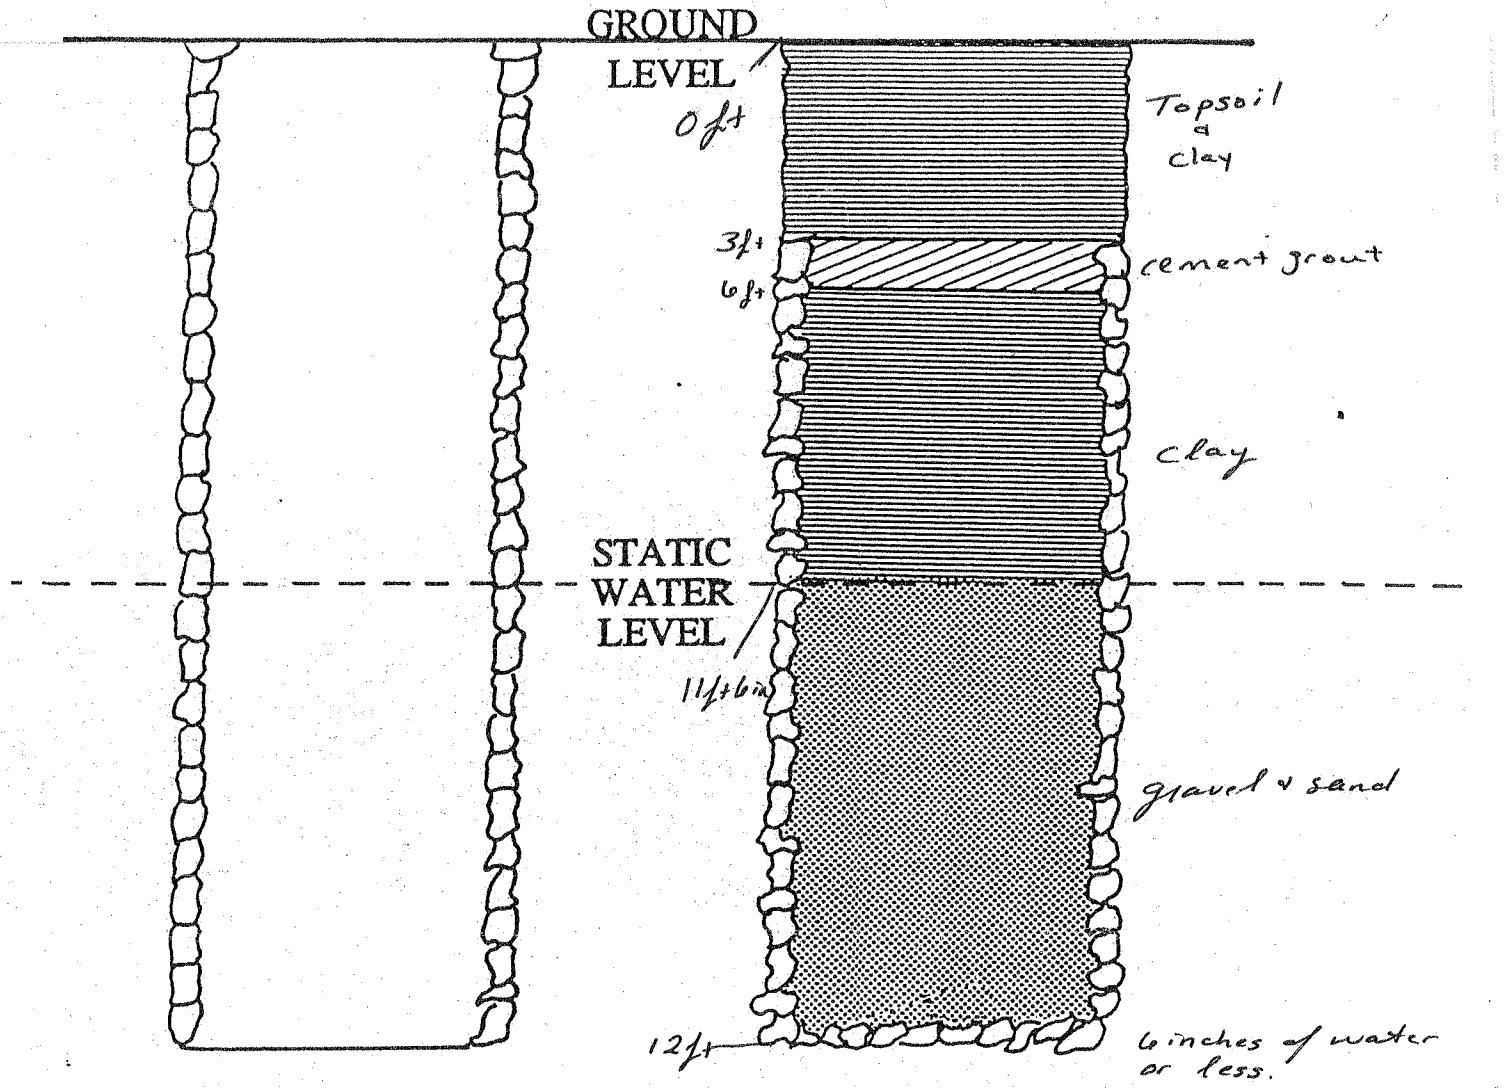 GROUND
LEVEL
0 ft
Topsoil
&
clay
3ft
cement grout
6ft
clay
STATIC
WATER
LEVEL
11ft 6in
gravel & sand
12ft
6 inches of water
or less.